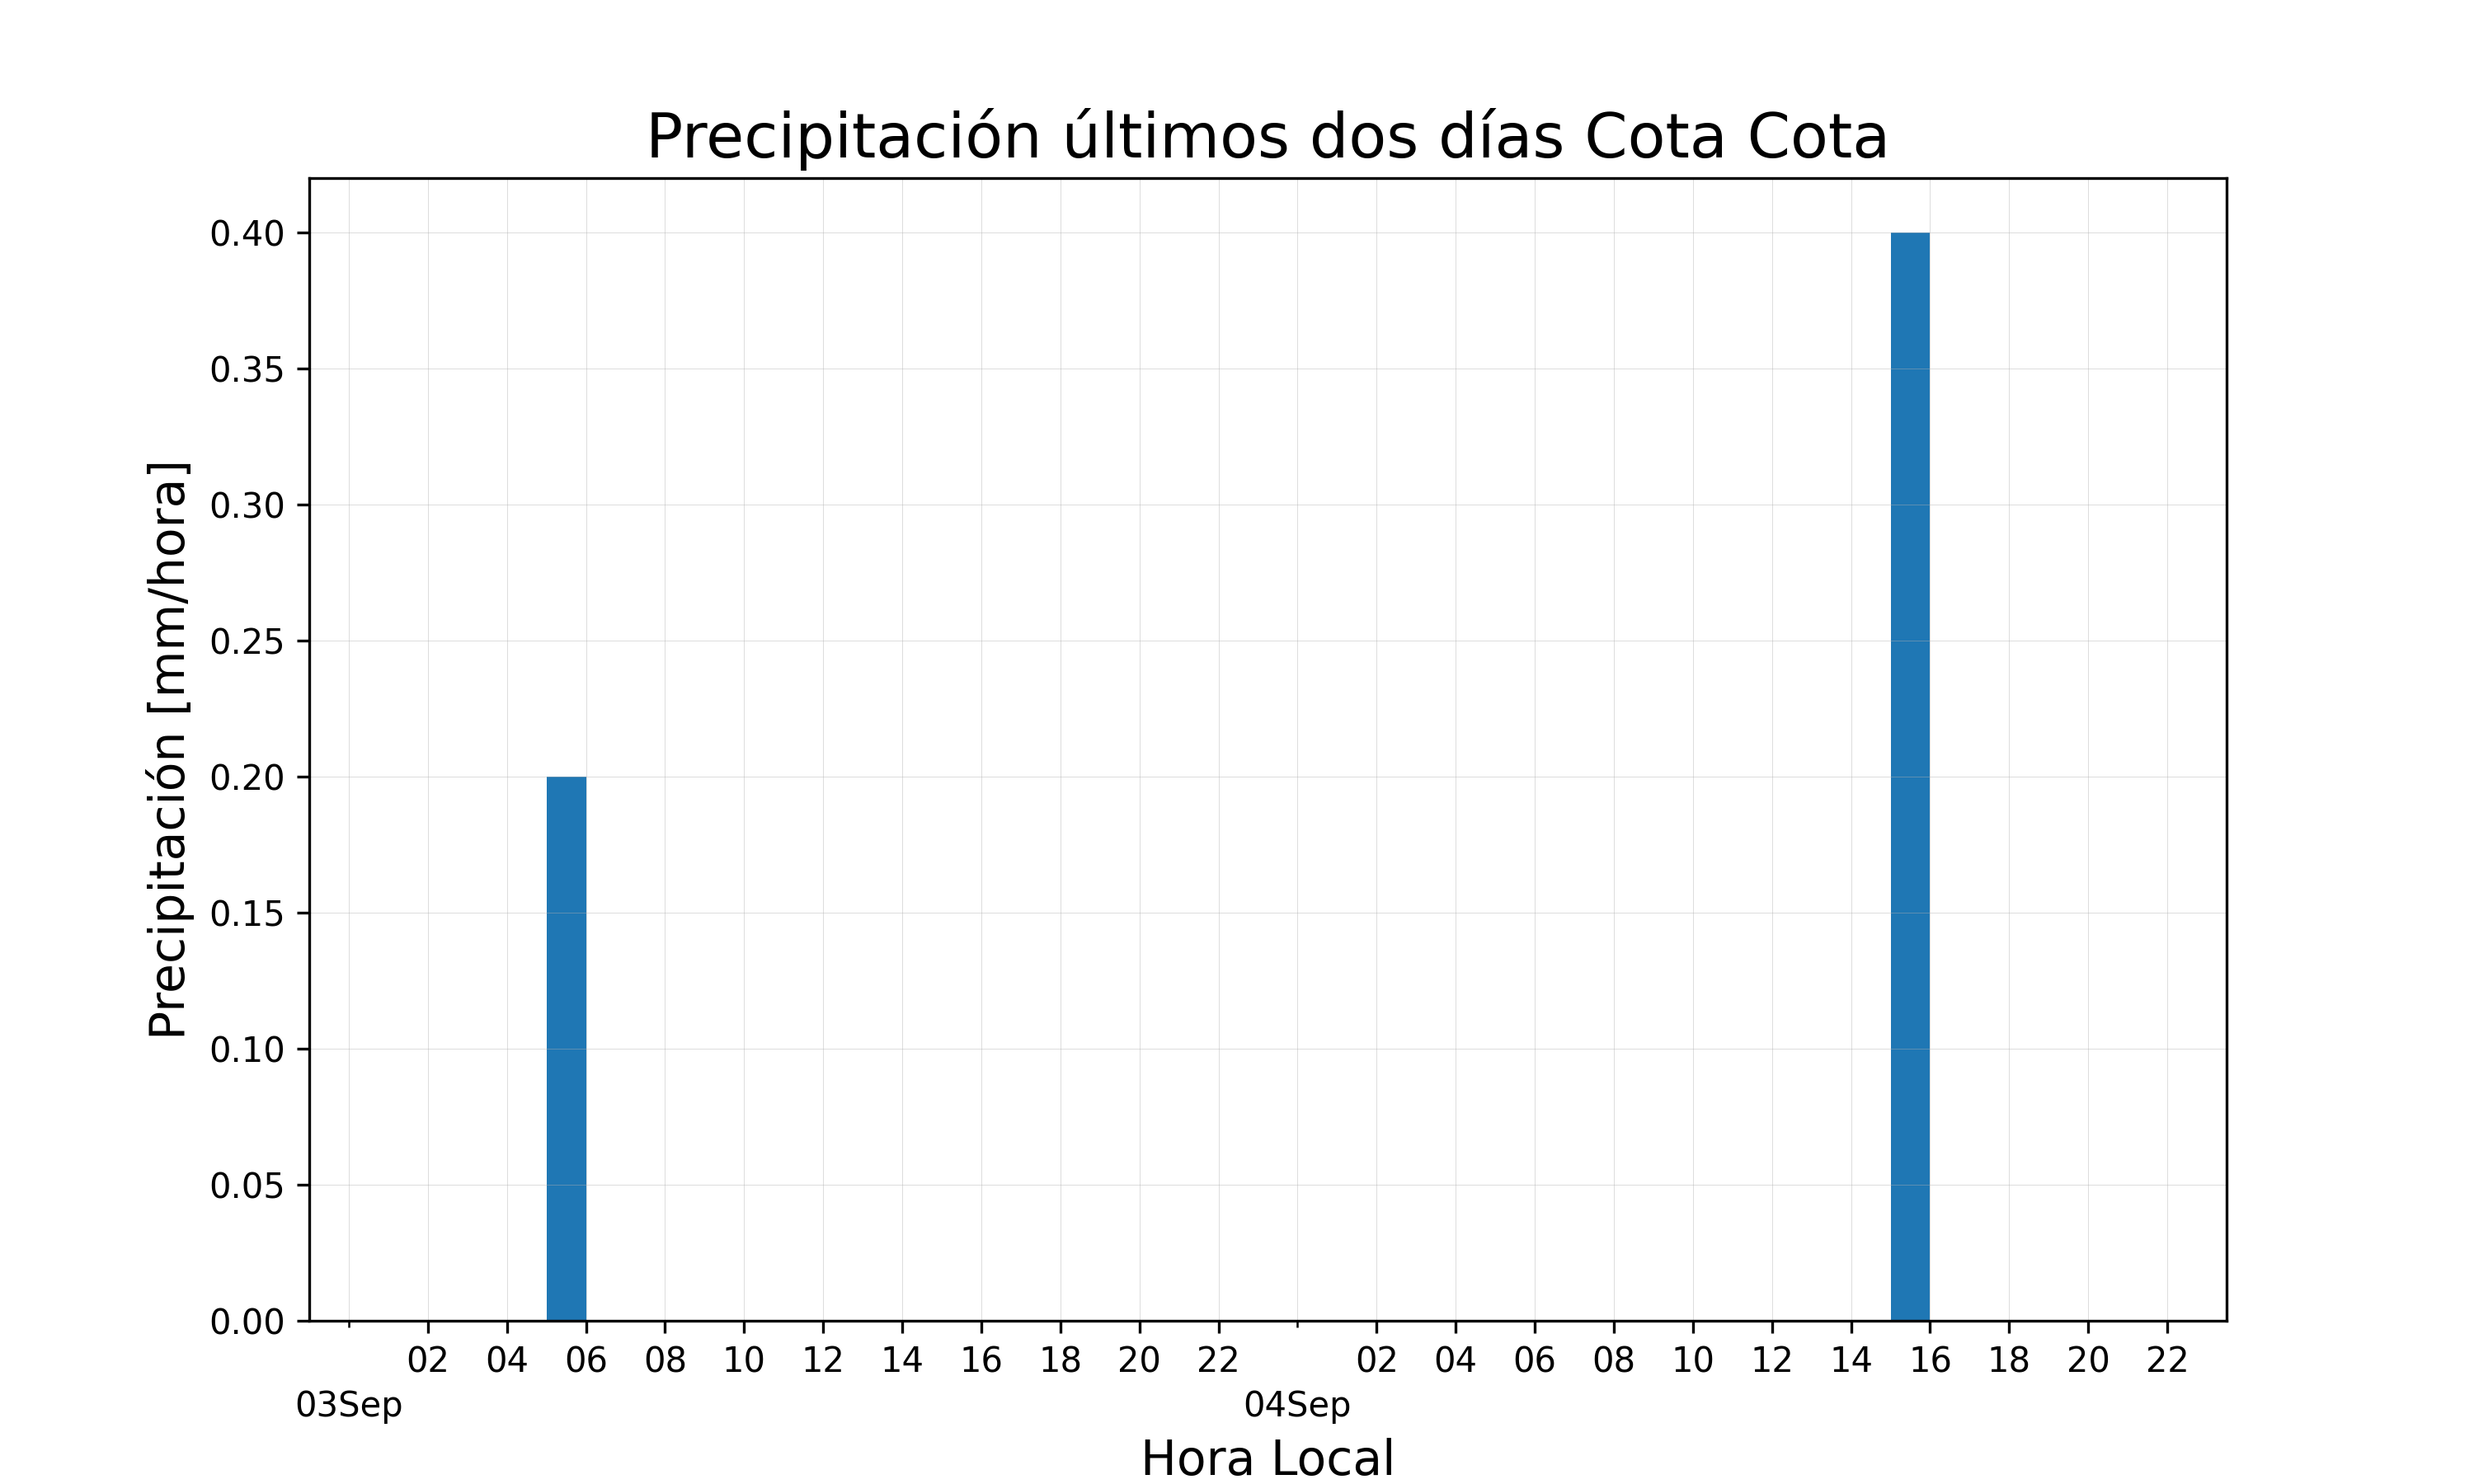 Precipitación últimos dos días Cota Cota
Precipitación [mm/hora]
0.40
0.35
0.30
0.25
0.20
0.15
0.10
0.05
0.00
02 04 06 08 10 12 14 16 18 20 22 02 04 06 08 10 12 14 16 18 20 22
03Sep 04Sep
Hora Local